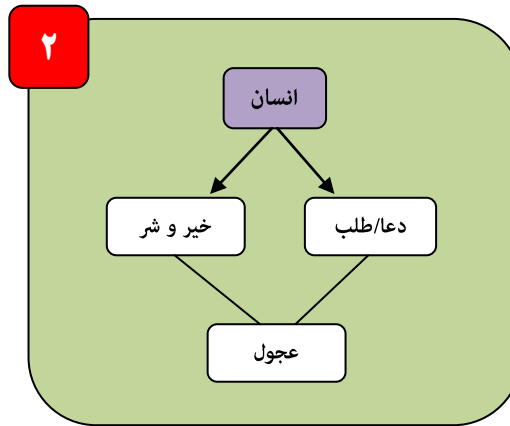 ۲
انسان
دعا/طلب
خیر و شر
عجول